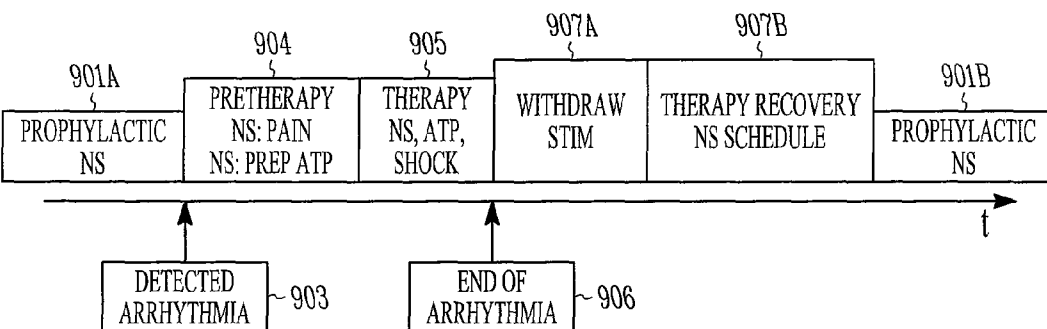 901A
904
905
907A
907B
901B
PROPHYLACTIC
NS
PRETHERAPY
NS: PAIN
NS: PREP ATP
THERAPY
NS, ATP,
SHOCK
WITHDRAW
STIM
THERAPY RECOVERY
NS SCHEDULE
PROPHYLACTIC
NS
t
DETECTED
ARRHYTHMIA
903
END OF
ARRHYTHMIA
906